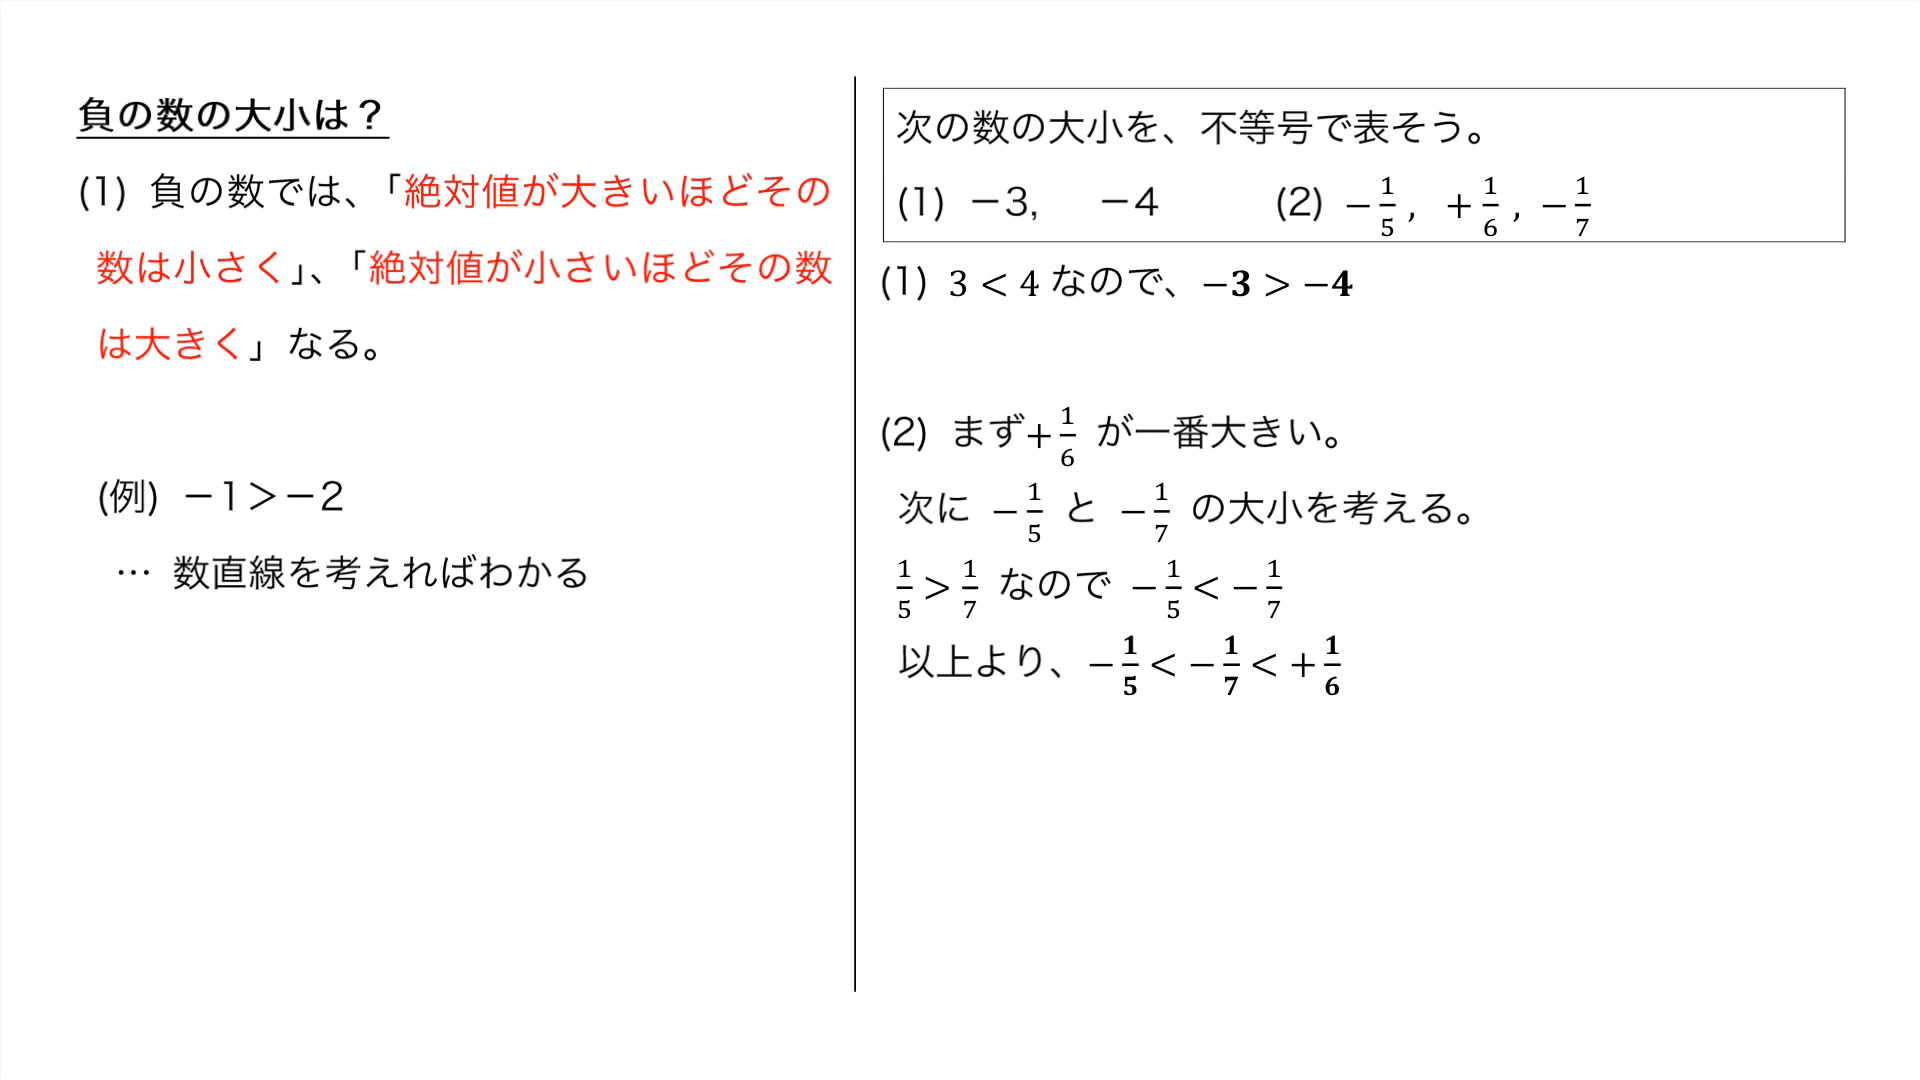 負の数の大小は？
(1) 負の数では、「絶対値が大きいほどその
数は小さく」、「絶対値が小さいほどその数
は大きく」なる。
(例) －1＞－2
… 数直線を考えればわかる
次の数の大小を、不等号で表そう。
(1) －3, －4 (2) −1/5 , +1/6 , −1/7
(1) 3 < 4 なので、−3 > −4
(2) まず+1/6 が一番大きい。
次に −1/5 と −1/7 の大小を考える。
1/5 > 1/7 なので −1/5 < −1/7
以上より、−1/5 < −1/7 < +1/6